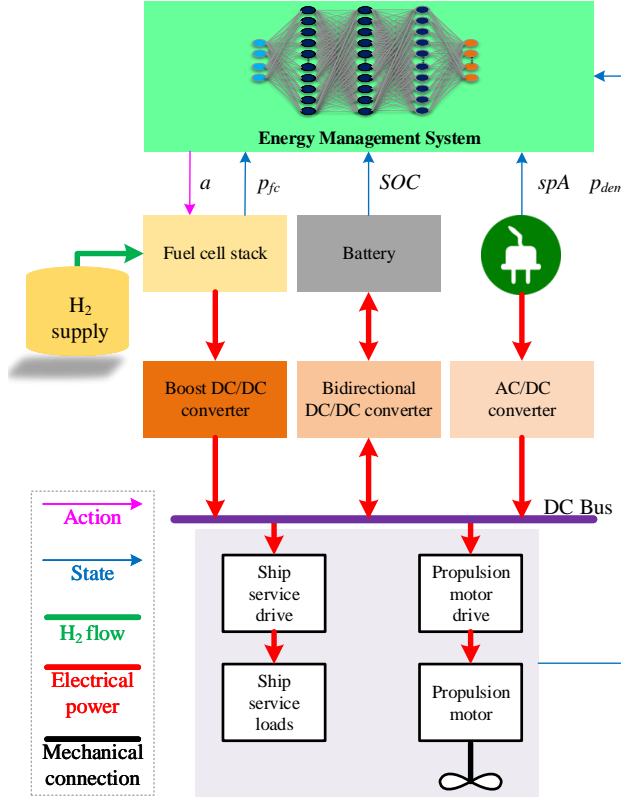 Energy Management System
a
p_fc
SOC
spA
p_dem
Fuel cell stack
Battery
H₂
supply
Boost DC/DC
converter
Bidirectional
DC/DC converter
AC/DC
converter
DC Bus
Action
State
H₂ flow
Electrical
power
Mechanical
connection
Ship
service
drive
Propulsion
motor
drive
Ship
service
loads
Propulsion
motor